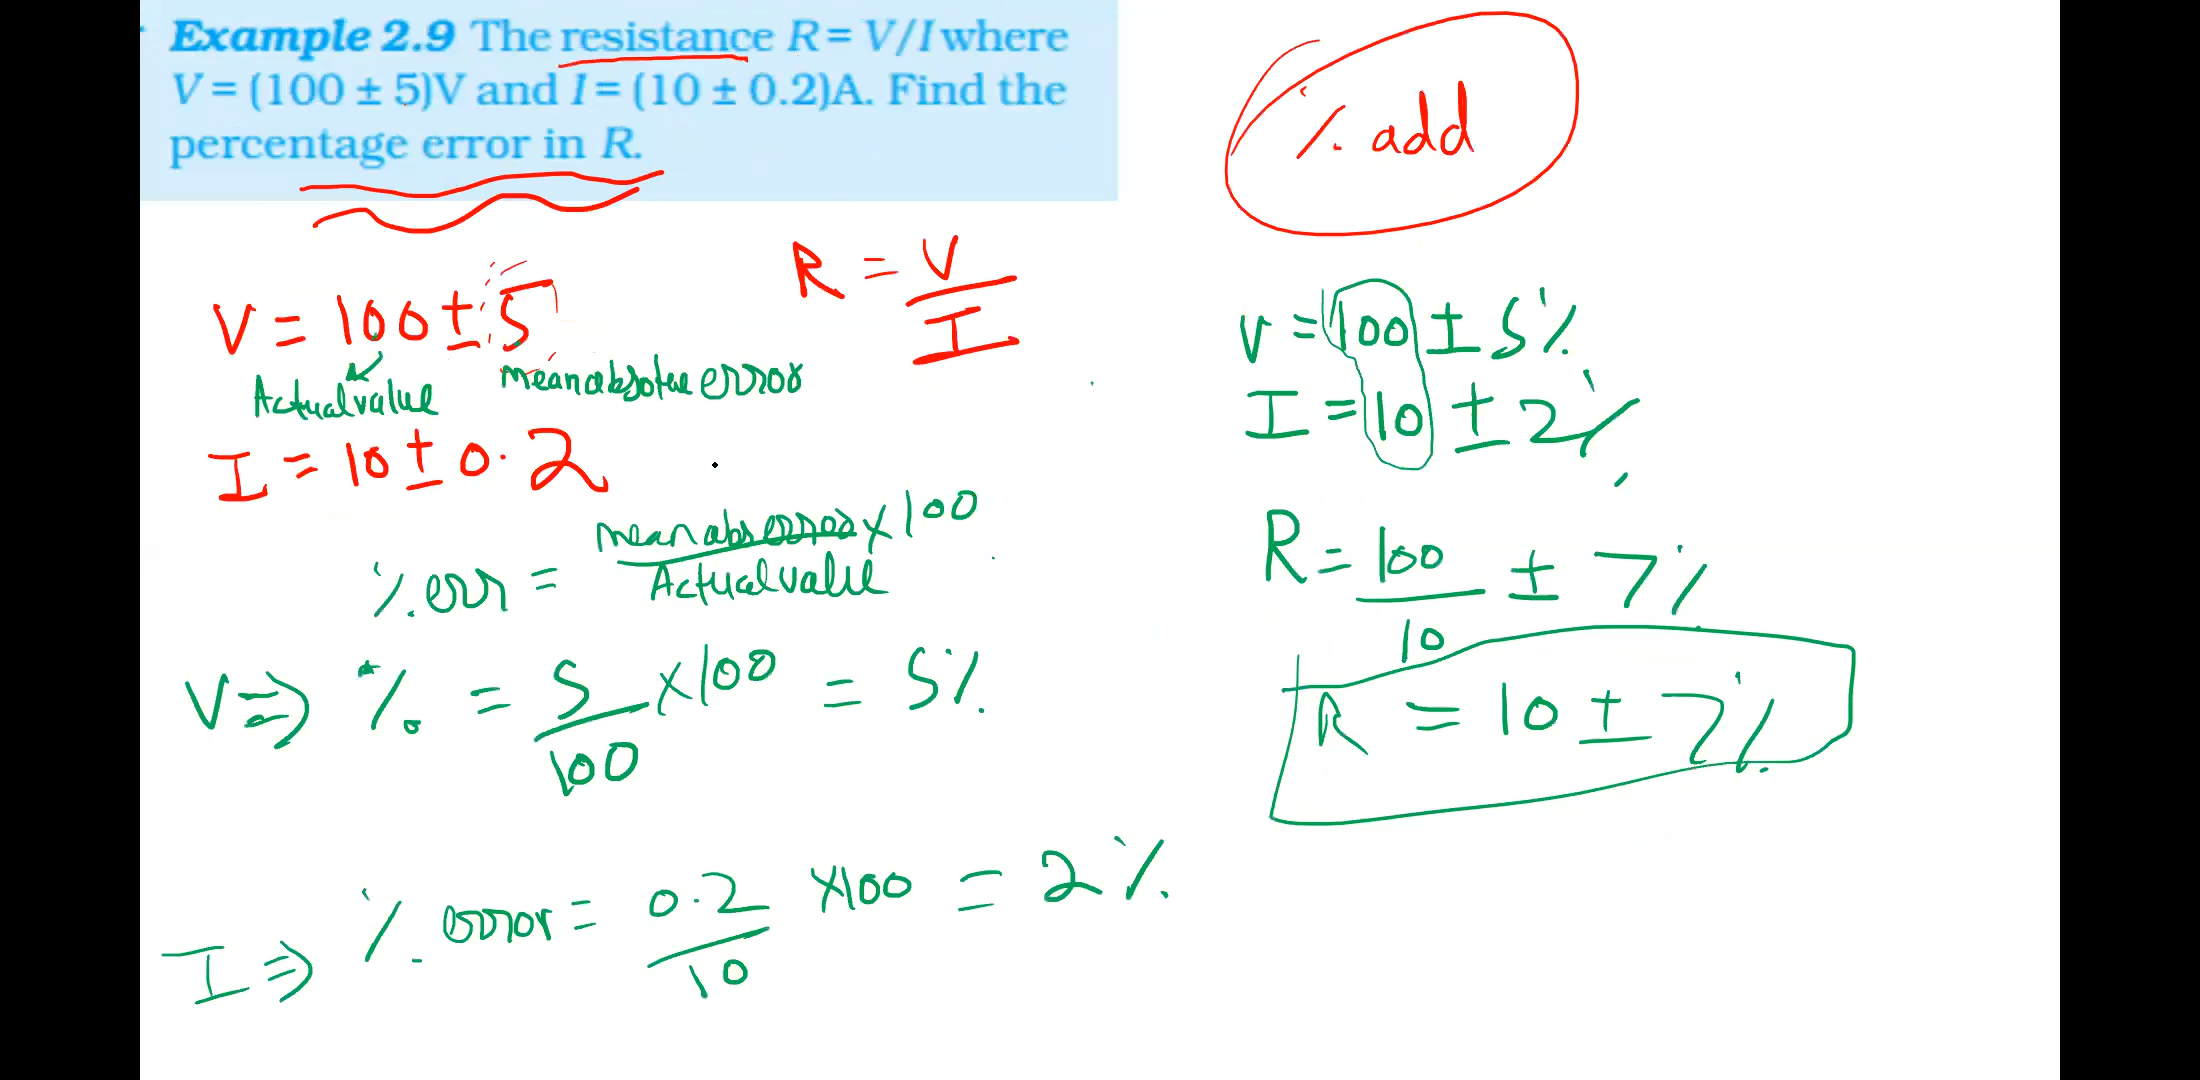 Example 2.9 The resistance R = V/I where
V = (100 ± 5)V and I = (10 ± 0.2)A. Find the
percentage error in R.
% add
R = V/I
V = 100 ± 5
Actual value
mean absolute error
I = 10 ± 0.2
% err = mean abs error/Actual value × 100
V ⇒ % = 5/100 × 100 = 5%
I ⇒ % error = 0.2/10 × 100 = 2%
V = 100 ± 5%
I = 10 ± 2%
R = 100/10 ± 7%
R = 10 ± 7%